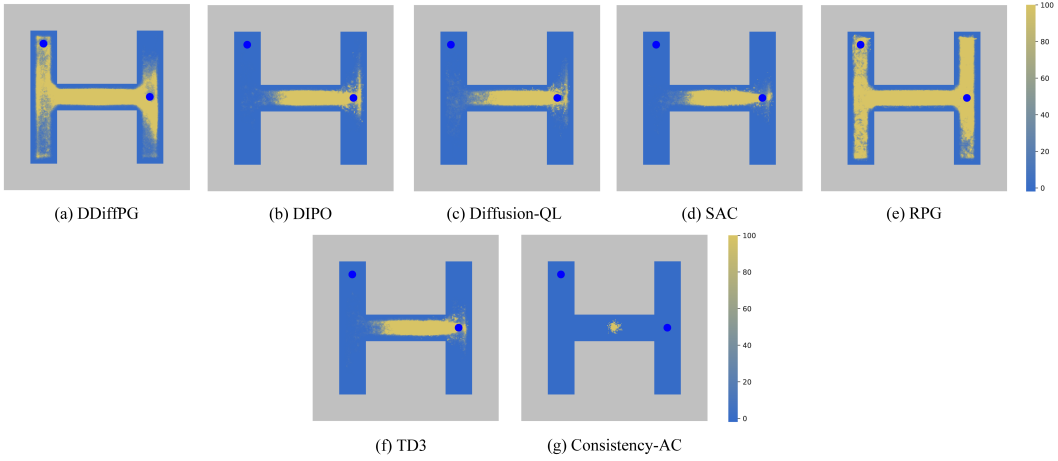 100
80
60
40
20
0
(a) DDiffPG
(b) DIPO
(c) Diffusion-QL
(d) SAC
(e) RPG
100
80
60
40
20
0
(f) TD3
(g) Consistency-AC